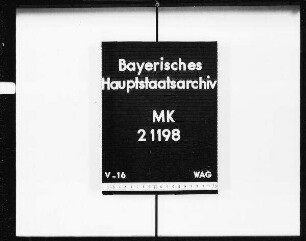 Bayerisches
Hauptstaatsarchiv
MK
21198
V-16 WAG